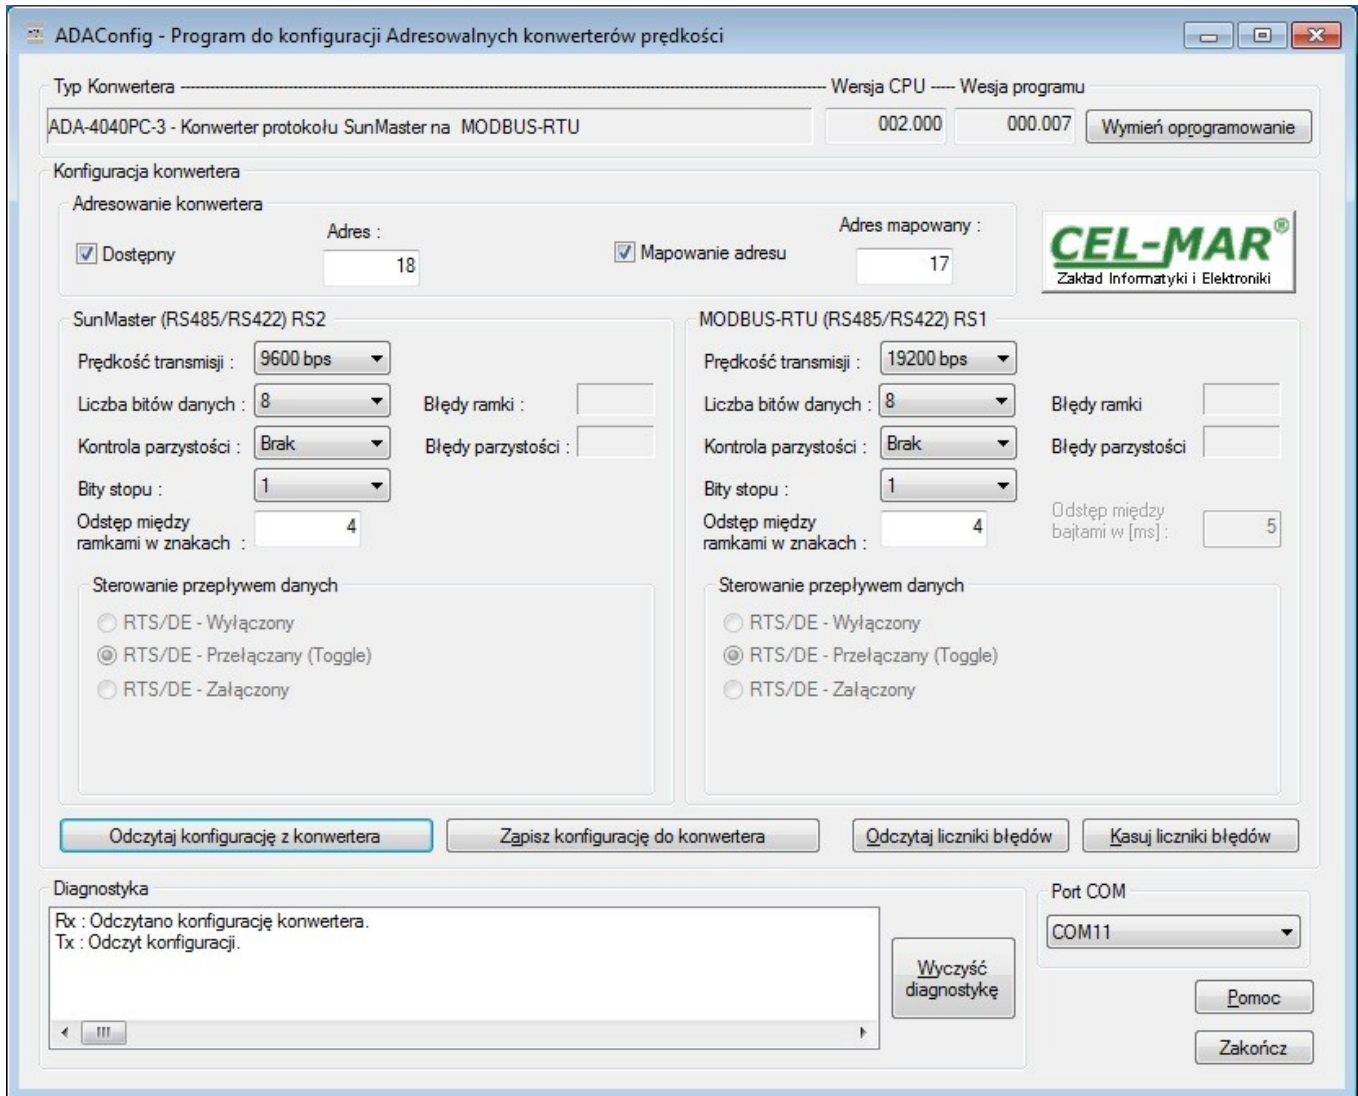 ADAConfig - Program do konfiguracji Adresowalnych konwerterów prędkości
Typ Konwertera
Wersja CPU
Wesja programu
ADA-4040PC-3 - Konwerter protokołu SunMaster na MODBUS-RTU
002.000
000.007
Wymień oprogramowanie
Konfiguracja konwertera
Adresowanie konwertera
Dostępny
Adres :
18
Mapowanie adresu
Adres mapowany :
17
CEL-MAR®
Zakład Informatyki i Elektroniki
SunMaster (RS485/RS422) RS2
Prędkość transmisji : 9600 bps
Liczba bitów danych : 8
Błędy ramki :
Kontrola parzystości : Brak
Błędy parzystości :
Bity stopu : 1
Odstęp między
ramkami w znakach : 4
Sterowanie przepływem danych
RTS/DE - Wyłączony
RTS/DE - Przełączany (Toggle)
RTS/DE - Załączony
MODBUS-RTU (RS485/RS422) RS1
Prędkość transmisji : 19200 bps
Liczba bitów danych : 8
Błędy ramki
Kontrola parzystości : Brak
Błędy parzystości
Bity stopu : 1
Odstęp między
ramkami w znakach : 4
Odstęp między
bajtami w [ms] : 5
Sterowanie przepływem danych
RTS/DE - Wyłączony
RTS/DE - Przełączany (Toggle)
RTS/DE - Załączony
Odczytaj konfigurację z konwertera
Zapisz konfigurację do konwertera
Odczytaj liczniki błędów
Kasuj liczniki błędów
Diagnostyka
Rx : Odczytano konfigurację konwertera.
Tx : Odczyt konfiguracji.
Wyczyść
diagnostykę
Port COM
COM11
Pomoc
Zakończ